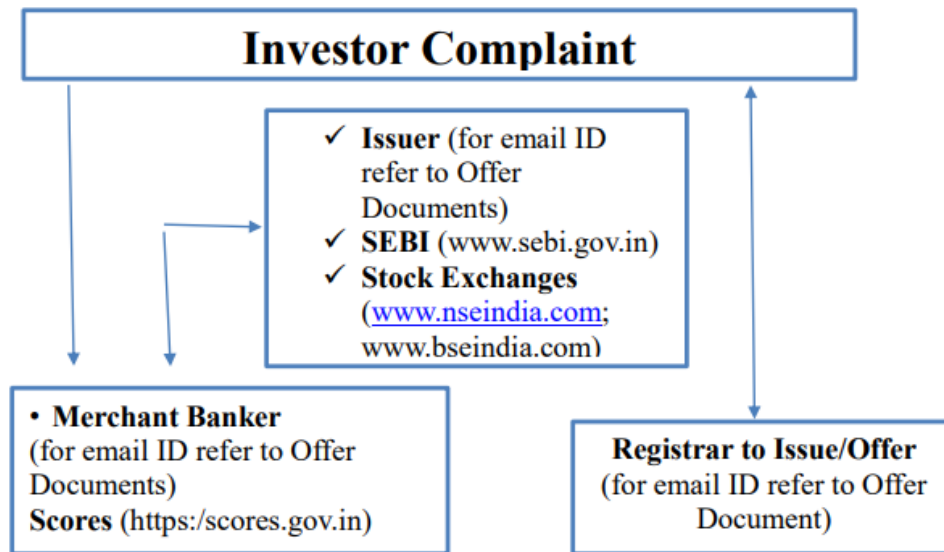 Investor Complaint
✓ Issuer (for email ID
refer to Offer
Documents)
✓ SEBI (www.sebi.gov.in)
✓ Stock Exchanges
(www.nseindia.com;
www.bseindia.com)
• Merchant Banker
(for email ID refer to Offer
Documents)
Scores (https:/scores.gov.in)
Registrar to Issue/Offer
(for email ID refer to Offer
Document)